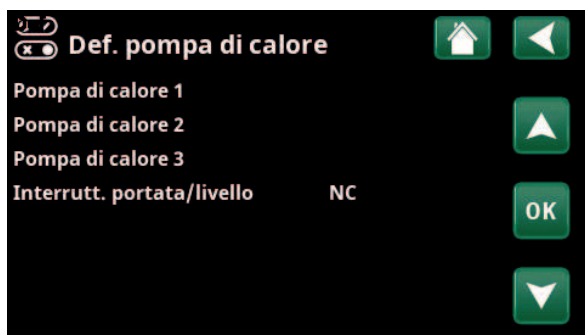 Def. pompa di calore
Pompa di calore 1
Pompa di calore 2
Pompa di calore 3
Interrutt. portata/livello NC
OK